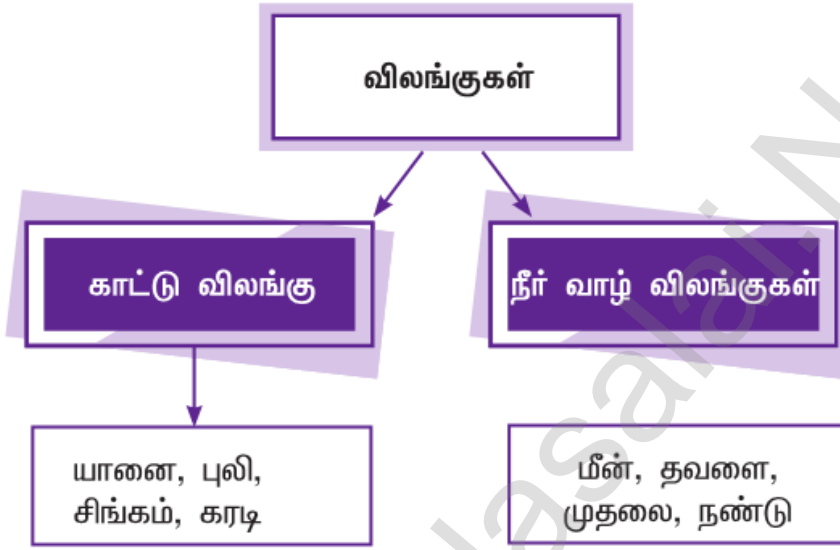 விலங்குகள்
காட்டு விலங்கு
நீர் வாழ் விலங்குகள்
யானை, புலி,
சிங்கம், கரடி
மீன், தவளை,
முதலை, நண்டு